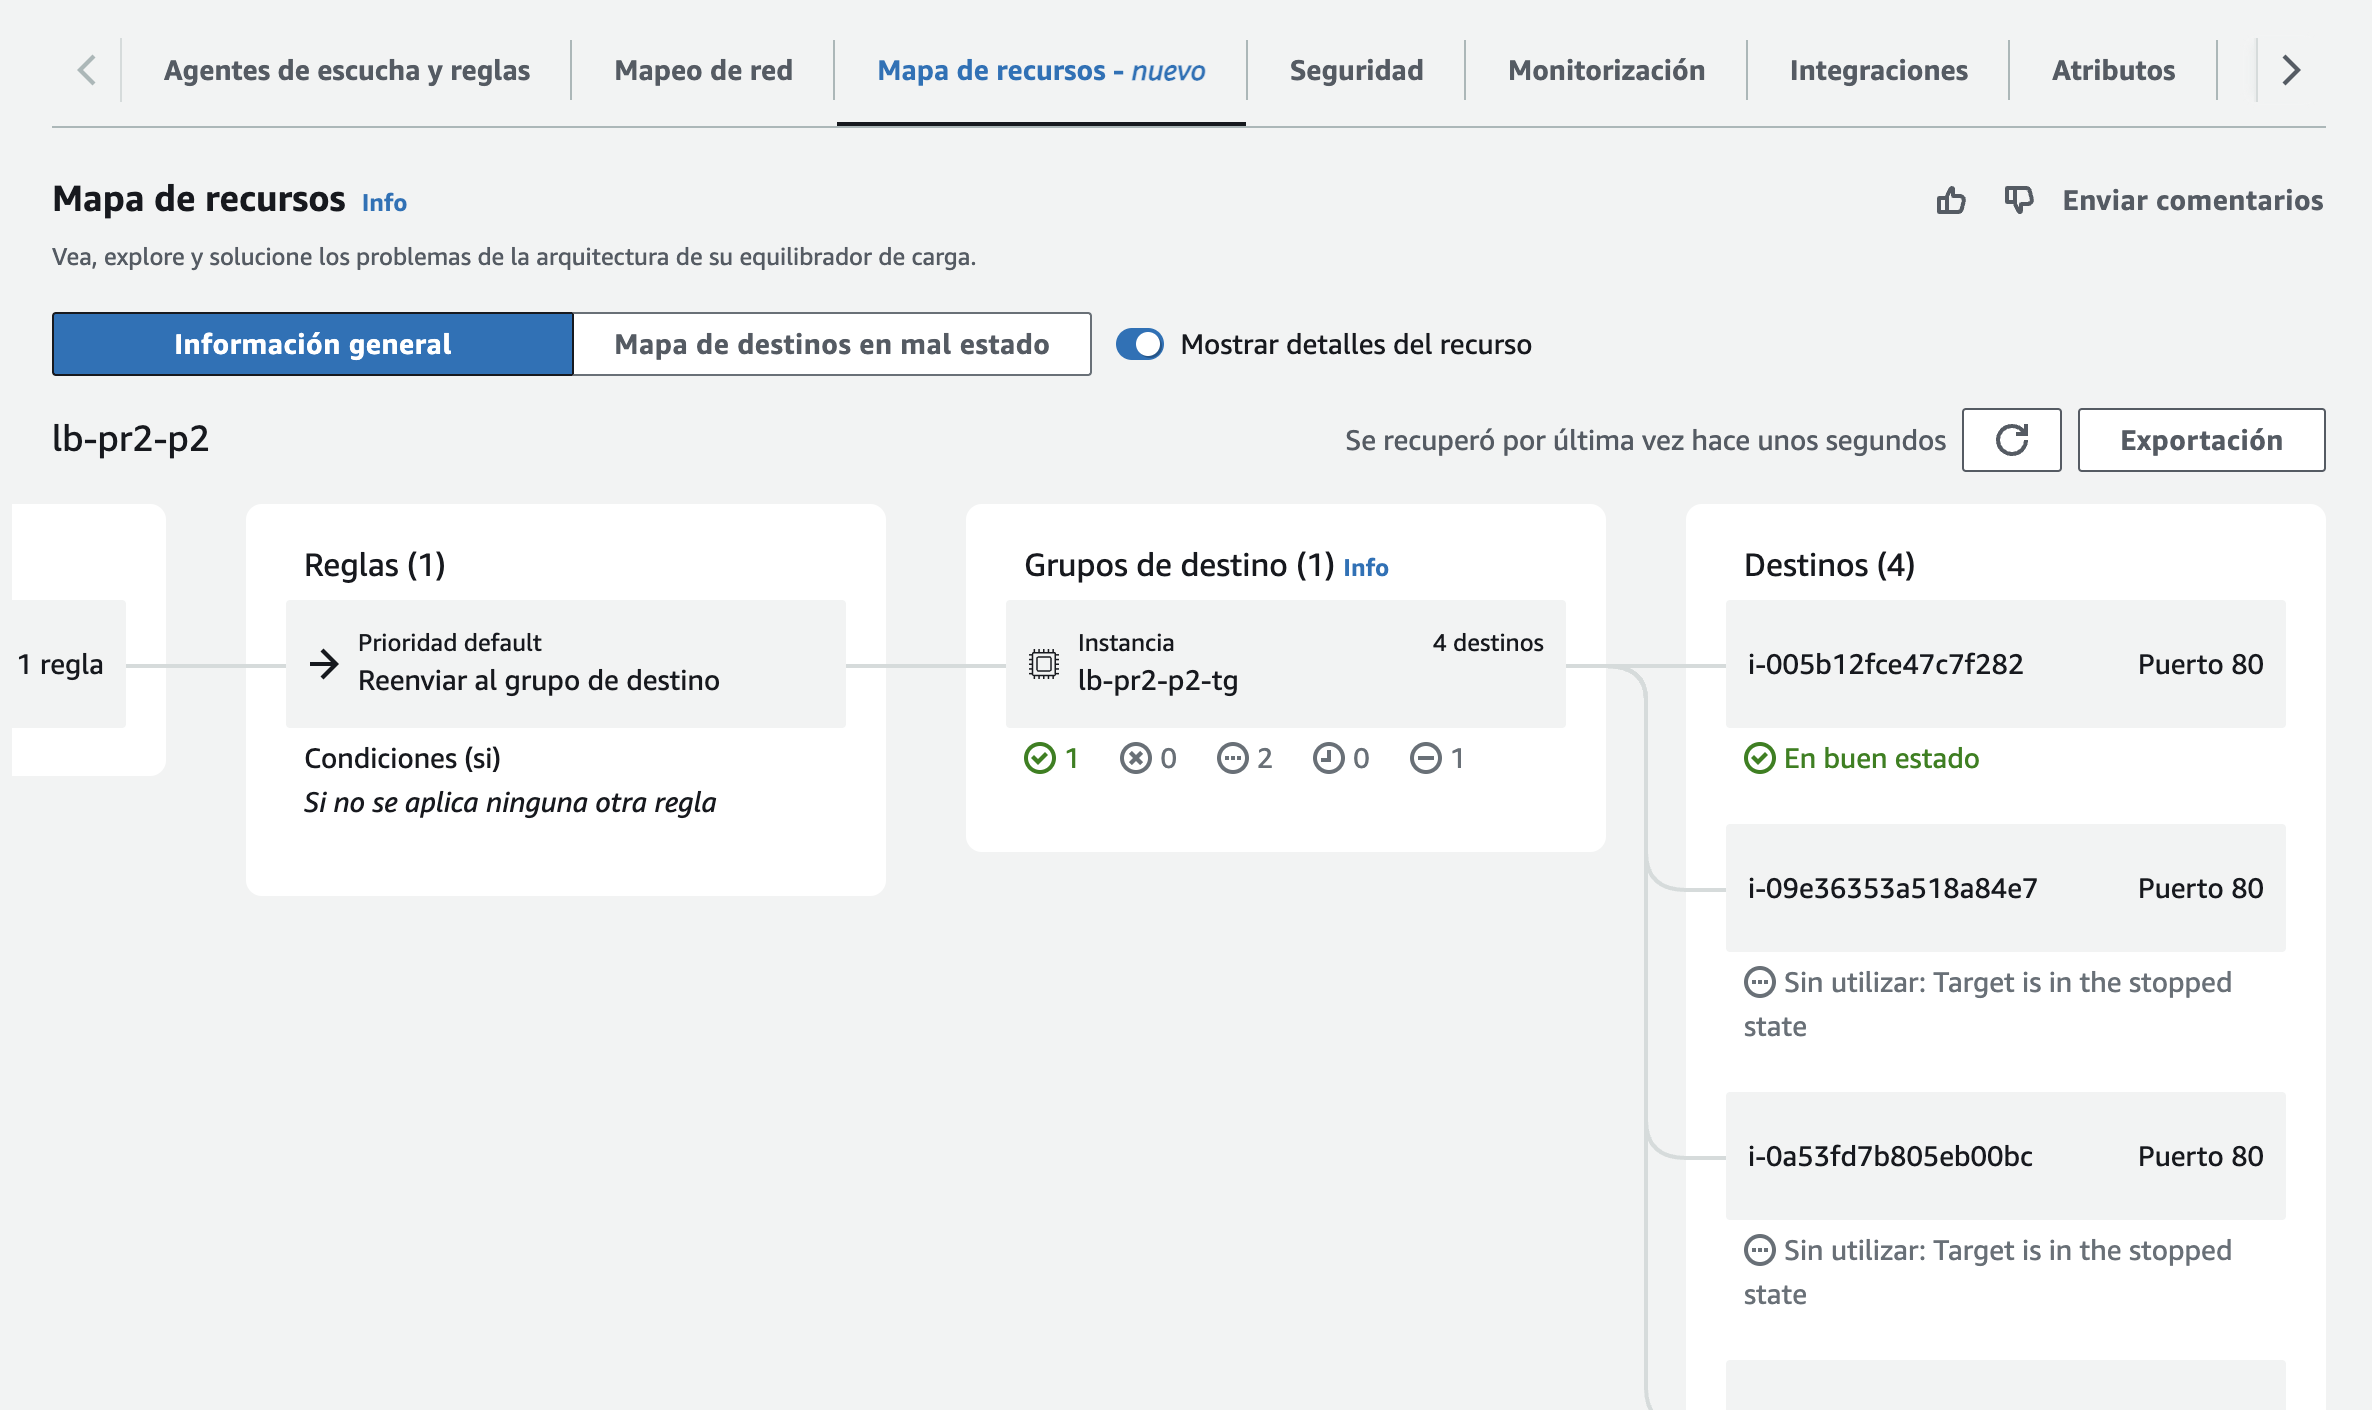 Agentes de escucha y reglas
Mapeo de red
Mapa de recursos - nuevo
Seguridad
Monitorización
Integraciones
Atributos
Mapa de recursos Info
Enviar comentarios
Vea, explore y solucione los problemas de la arquitectura de su equilibrador de carga.
Información general
Mapa de destinos en mal estado
Mostrar detalles del recurso
lb-pr2-p2
Se recuperó por última vez hace unos segundos
Exportación
1 regla
Reglas (1)
Prioridad default
Reenviar al grupo de destino
Condiciones (si)
Si no se aplica ninguna otra regla
Grupos de destino (1) Info
Instancia 4 destinos
lb-pr2-p2-tg
1 0 2 0 1
Destinos (4)
i-005b12fce47c7f282 Puerto 80
En buen estado
i-09e36353a518a84e7 Puerto 80
Sin utilizar: Target is in the stopped
state
i-0a53fd7b805eb00bc Puerto 80
Sin utilizar: Target is in the stopped
state